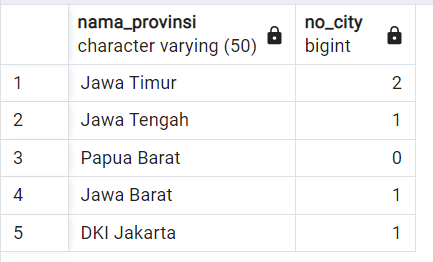 nama_provinsi no_city
character varying (50) bigint
1 Jawa Timur 2
2 Jawa Tengah 1
3 Papua Barat 0
4 Jawa Barat 1
5 DKI Jakarta 1